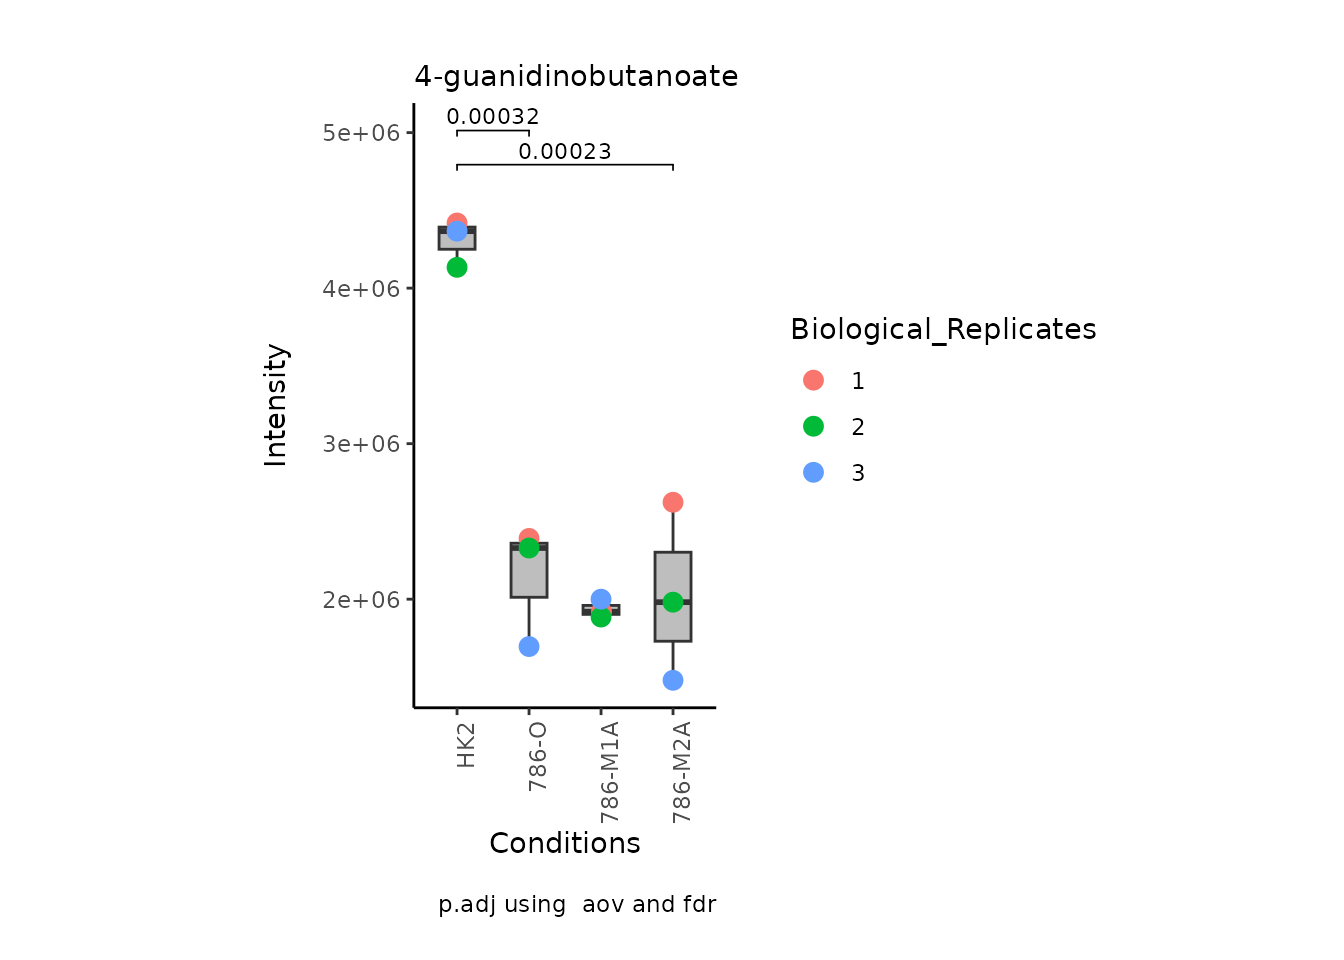 4-guanidinobutanoate
0.00032
0.00023
5e+06
4e+06
3e+06
2e+06
Intensity
HK2
786-O
786-M1A
786-M2A
Conditions
p.adj using  aov and fdr
Biological_Replicates
1
2
3